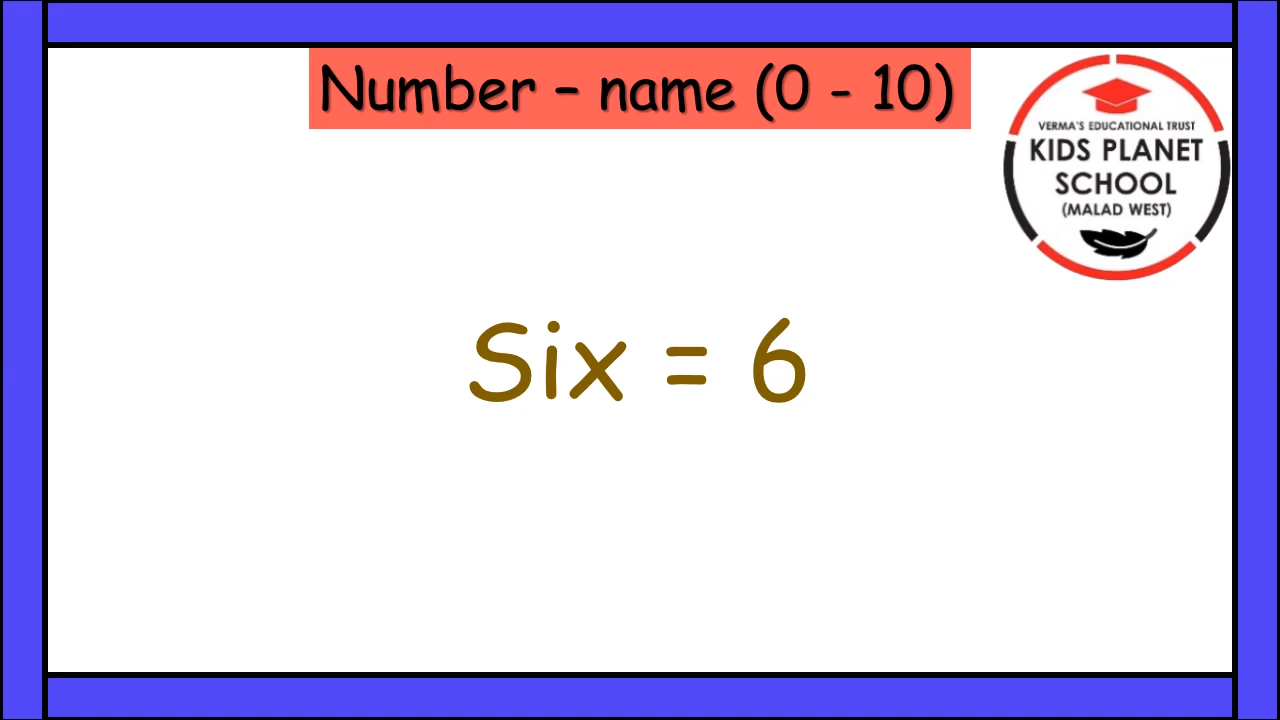 Number – name (0 - 10)
VERMA'S EDUCATIONAL TRUST
KIDS PLANET
SCHOOL
(MALAD WEST)
Six = 6